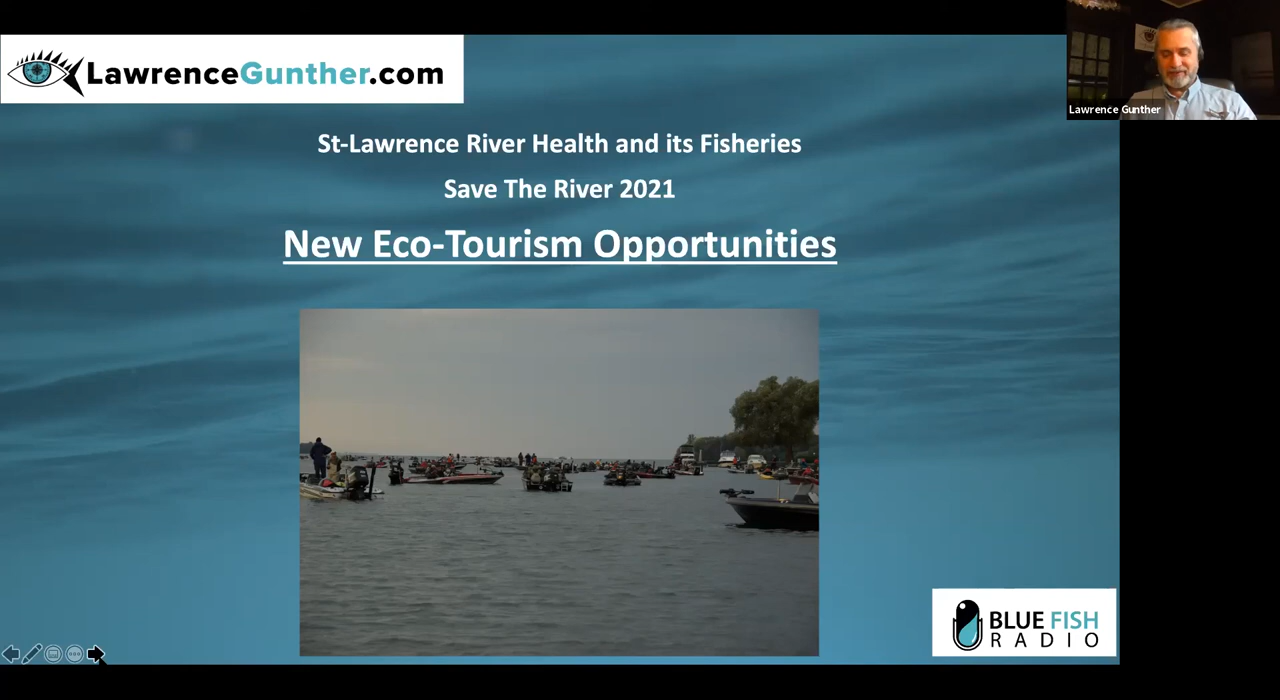 LawrenceGunther.com
Lawrence Gunther
St-Lawrence River Health and its Fisheries
Save The River 2021
New Eco-Tourism Opportunities
BLUE FISH
RADIO